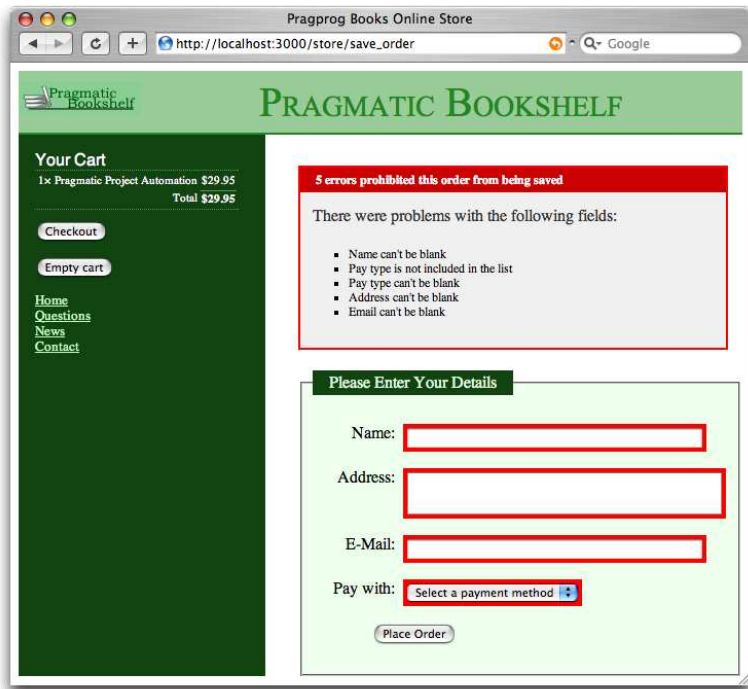 Pragprog Books Online Store
http://localhost:3000/store/save_order
Google
Pragmatic
Bookshelf
PRAGMATIC BOOKSHELF
Your Cart
1× Pragmatic Project Automation $29.95
Total $29.95
Checkout
Empty cart
Home
Questions
News
Contact
5 errors prohibited this order from being saved
There were problems with the following fields:
Name can't be blank
Pay type is not included in the list
Pay type can't be blank
Address can't be blank
Email can't be blank
Please Enter Your Details
Name:
Address:
E-Mail:
Pay with: Select a payment method
Place Order